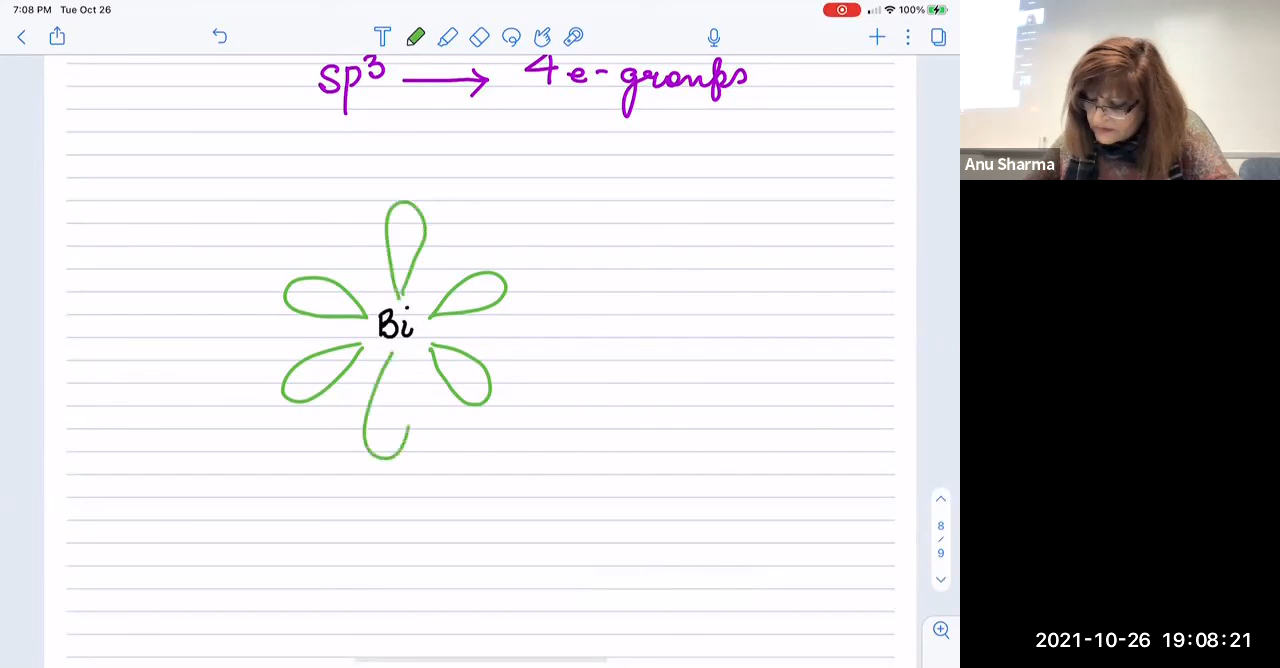 7:08 PM Tue Oct 26
100%
sp³ → 4 e- groups
Anu Sharma
Bi
8
/
9
2021-10-26 19:08:21